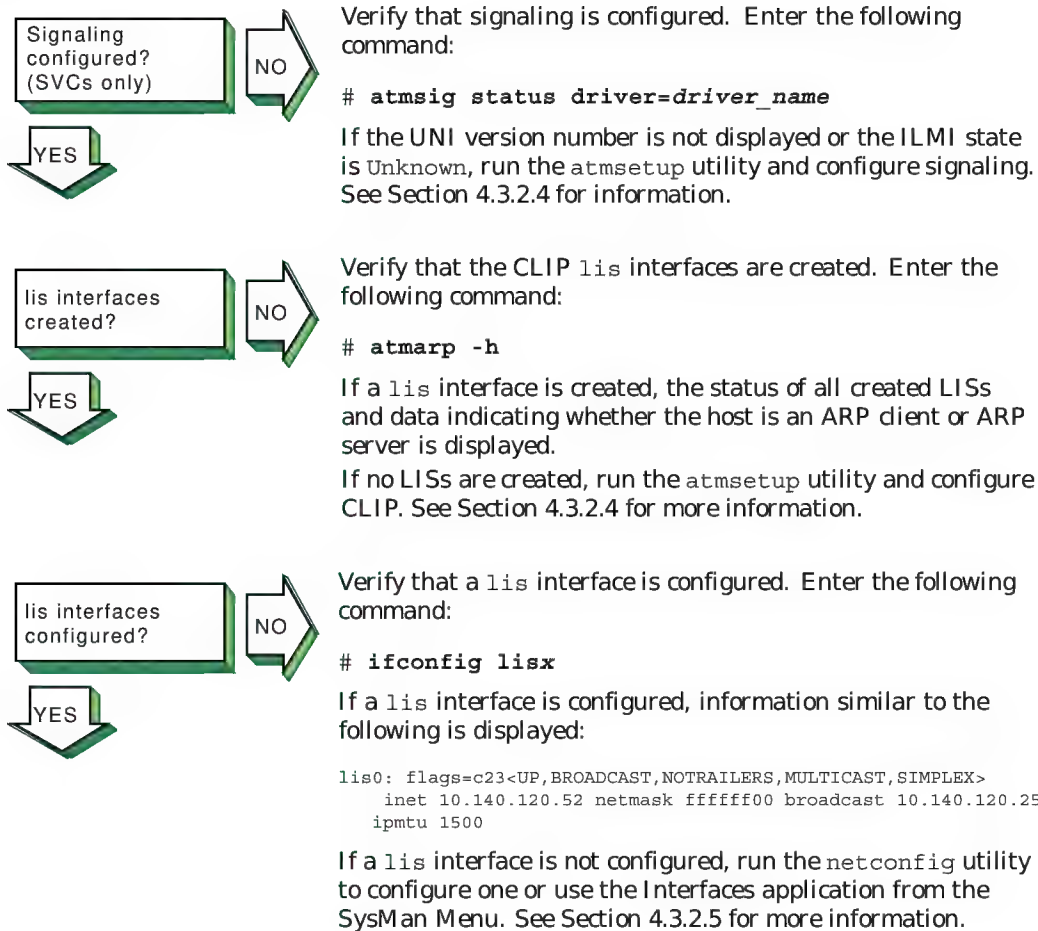 Signaling
configured?
(SVCs only)
NO
YES
Verify that signaling is configured. Enter the following
command:
# atmsig status driver=driver_name
If the UNI version number is not displayed or the ILMI state
is Unknown, run the atmsetup utility and configure signaling.
See Section 4.3.2.4 for information.
lis interfaces
created?
NO
YES
Verify that the CLIP lis interfaces are created. Enter the
following command:
# atmarp -h
If a lis interface is created, the status of all created LISs
and data indicating whether the host is an ARP client or ARP
server is displayed.
If no LISs are created, run the atmsetup utility and configure
CLIP. See Section 4.3.2.4 for more information.
lis interfaces
configured?
NO
YES
Verify that a lis interface is configured. Enter the following
command:
# ifconfig lisx
If a lis interface is configured, information similar to the
following is displayed:
lis0: flags=c23<UP,BROADCAST,NOTRAILERS,MULTICAST,SIMPLEX>
inet 10.140.120.52 netmask ffffff00 broadcast 10.140.120.25
ipmtu 1500
If a lis interface is not configured, run the netconfig utility
to configure one or use the Interfaces application from the
SysMan Menu. See Section 4.3.2.5 for more information.